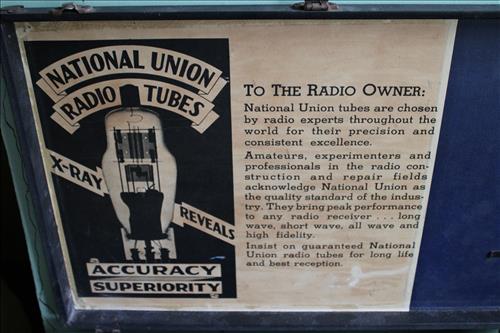 NATIONAL UNION
RADIO TUBES
X-RAY
REVEALS
ACCURACY
SUPERIORITY
TO THE RADIO OWNER:
National Union tubes are chosen
by radio experts throughout the
world for their precision and
consistent excellence.
Amateurs, experimenters and
professionals in the radio con-
struction and repair fields
acknowledge National Union as
the quality standard of the indus-
try. They bring peak performance
to any radio receiver . . . long
wave, short wave, all wave and
high fidelity.
Insist on guaranteed National
Union radio tubes for long life
and best reception.